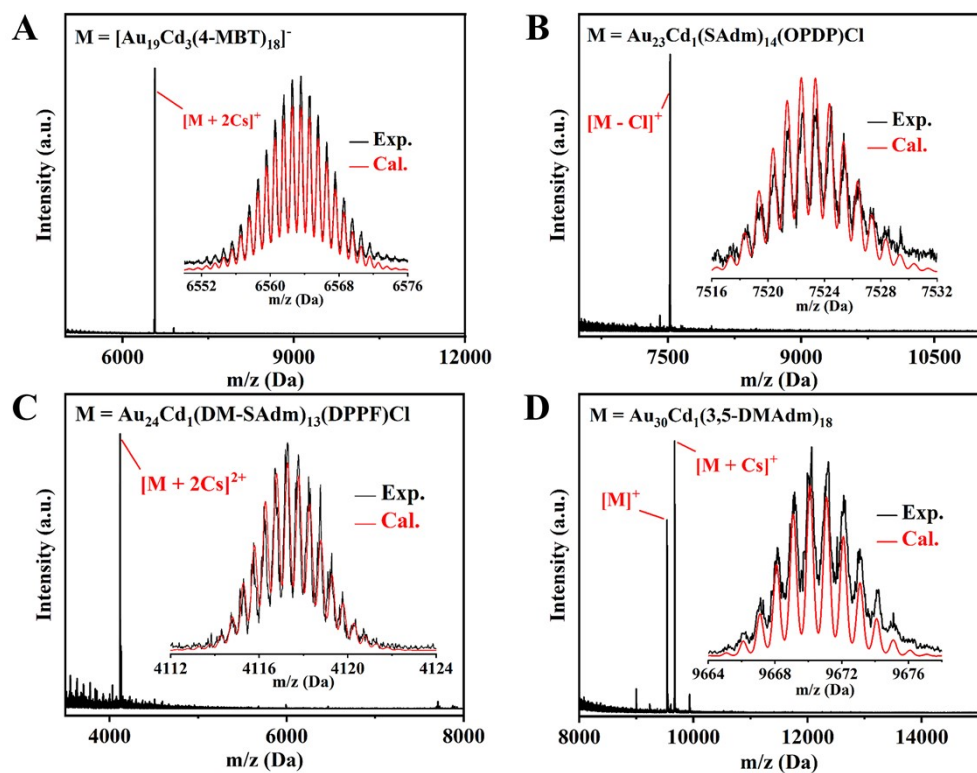 A
M = [Au₁₉Cd₃(4-MBT)₁₈]⁻
[M + 2Cs]⁺
Exp.
Cal.
6552 6560 6568 6576
m/z (Da)
Intensity (a.u.)
6000 9000 12000
m/z (Da)
B
M = Au₂₃Cd₁(SAdm)₁₄(OPDP)Cl
[M - Cl]⁺
Exp.
Cal.
7516 7520 7524 7528 7532
m/z (Da)
Intensity (a.u.)
7500 9000 10500
m/z (Da)
C
M = Au₂₄Cd₁(DM-SAdm)₁₃(DPPF)Cl
[M + 2Cs]²⁺
Exp.
Cal.
4112 4116 4120 4124
m/z (Da)
Intensity (a.u.)
4000 6000 8000
m/z (Da)
D
M = Au₃₀Cd₁(3,5-DMAdm)₁₈
[M + Cs]⁺
[M]⁺
Exp.
Cal.
9664 9668 9672 9676
m/z (Da)
Intensity (a.u.)
8000 10000 12000 14000
m/z (Da)